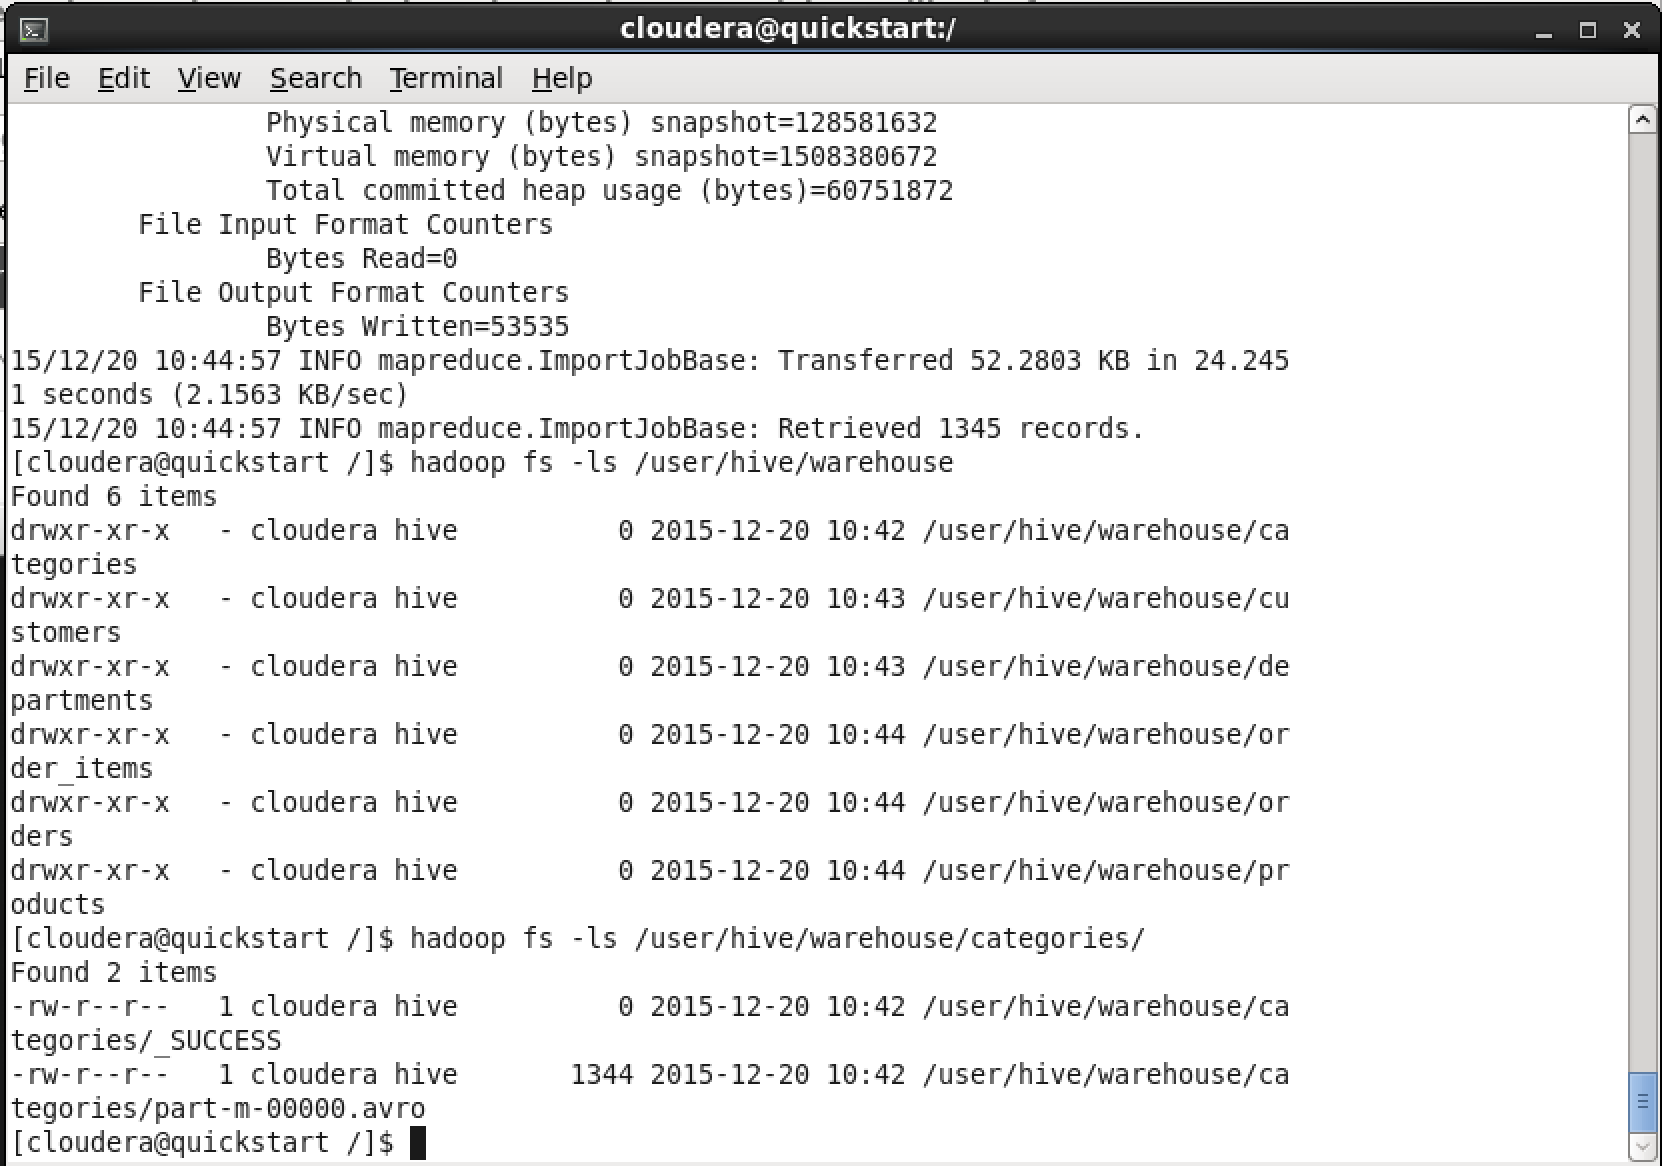 cloudera@quickstart:/
File Edit View Search Terminal Help
Physical memory (bytes) snapshot=128581632
Virtual memory (bytes) snapshot=1508380672
Total committed heap usage (bytes)=60751872
File Input Format Counters
Bytes Read=0
File Output Format Counters
Bytes Written=53535
15/12/20 10:44:57 INFO mapreduce.ImportJobBase: Transferred 52.2803 KB in 24.245
1 seconds (2.1563 KB/sec)
15/12/20 10:44:57 INFO mapreduce.ImportJobBase: Retrieved 1345 records.
[cloudera@quickstart /]$ hadoop fs -ls /user/hive/warehouse
Found 6 items
drwxr-xr-x   - cloudera hive          0 2015-12-20 10:42 /user/hive/warehouse/ca
tegories
drwxr-xr-x   - cloudera hive          0 2015-12-20 10:43 /user/hive/warehouse/cu
stomers
drwxr-xr-x   - cloudera hive          0 2015-12-20 10:43 /user/hive/warehouse/de
partments
drwxr-xr-x   - cloudera hive          0 2015-12-20 10:44 /user/hive/warehouse/or
der_items
drwxr-xr-x   - cloudera hive          0 2015-12-20 10:44 /user/hive/warehouse/or
ders
drwxr-xr-x   - cloudera hive          0 2015-12-20 10:44 /user/hive/warehouse/pr
oducts
[cloudera@quickstart /]$ hadoop fs -ls /user/hive/warehouse/categories/
Found 2 items
-rw-r--r--   1 cloudera hive          0 2015-12-20 10:42 /user/hive/warehouse/ca
tegories/_SUCCESS
-rw-r--r--   1 cloudera hive       1344 2015-12-20 10:42 /user/hive/warehouse/ca
tegories/part-m-00000.avro
[cloudera@quickstart /]$